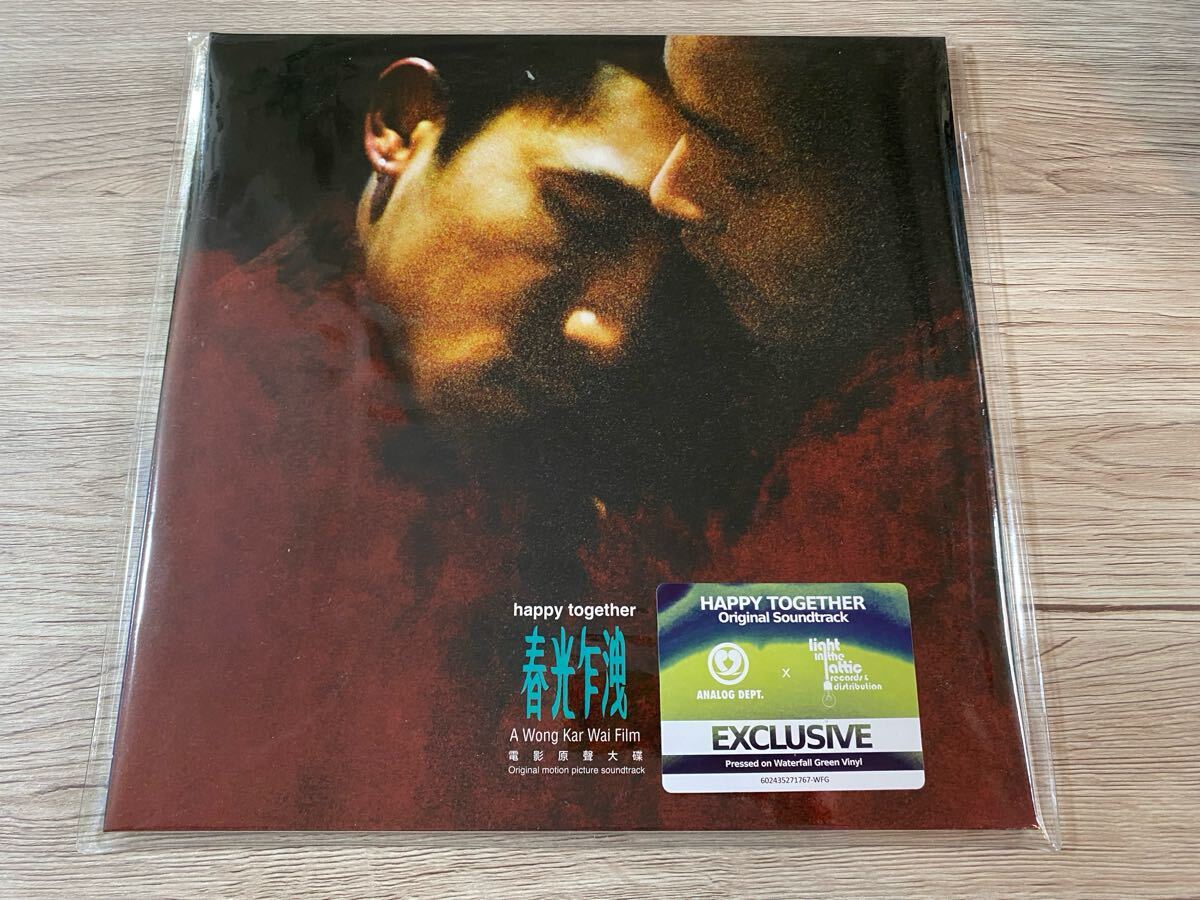 happy together
春光乍洩
A Wong Kar Wai Film
電影原聲大碟
Original motion picture soundtrack
HAPPY TOGETHER
Original Soundtrack
ANALOG DEPT.
x
light
in the
attic
records &
distribution
EXCLUSIVE
Pressed on Waterfall Green Vinyl
602435271767-WFG